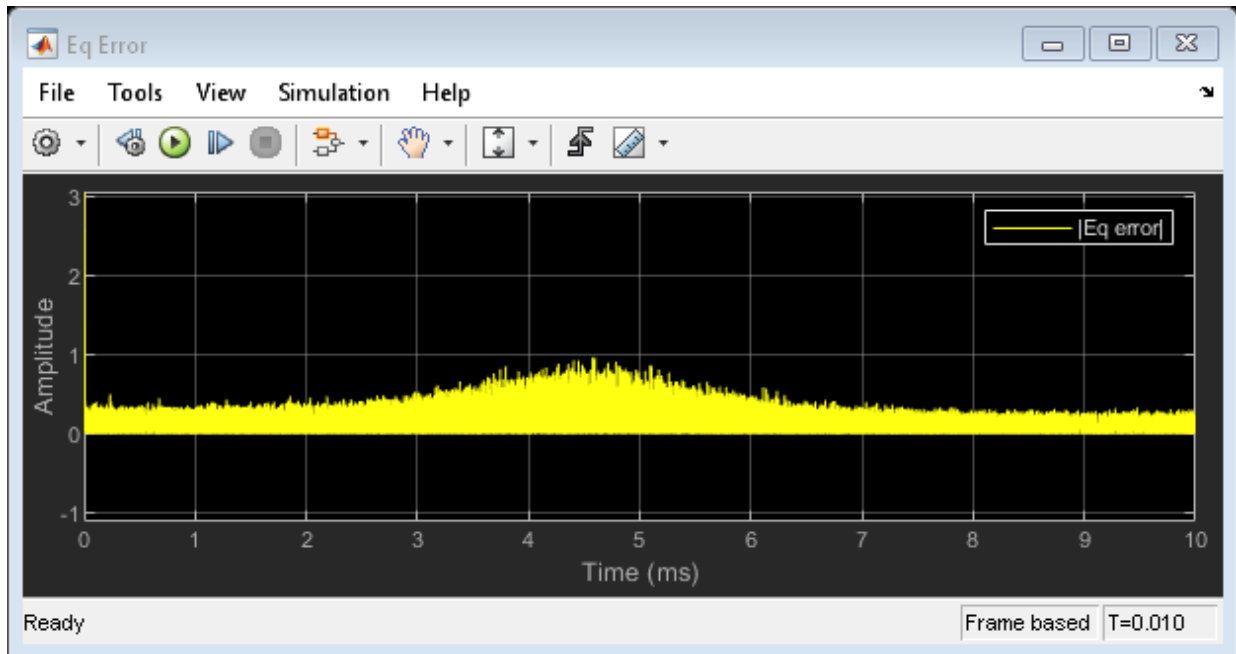 Eq Error
File Tools View Simulation Help
3
2
1
0
-1
Amplitude
|Eq error|
0 1 2 3 4 5 6 7 8 9 10
Time (ms)
Ready
Frame based T=0.010